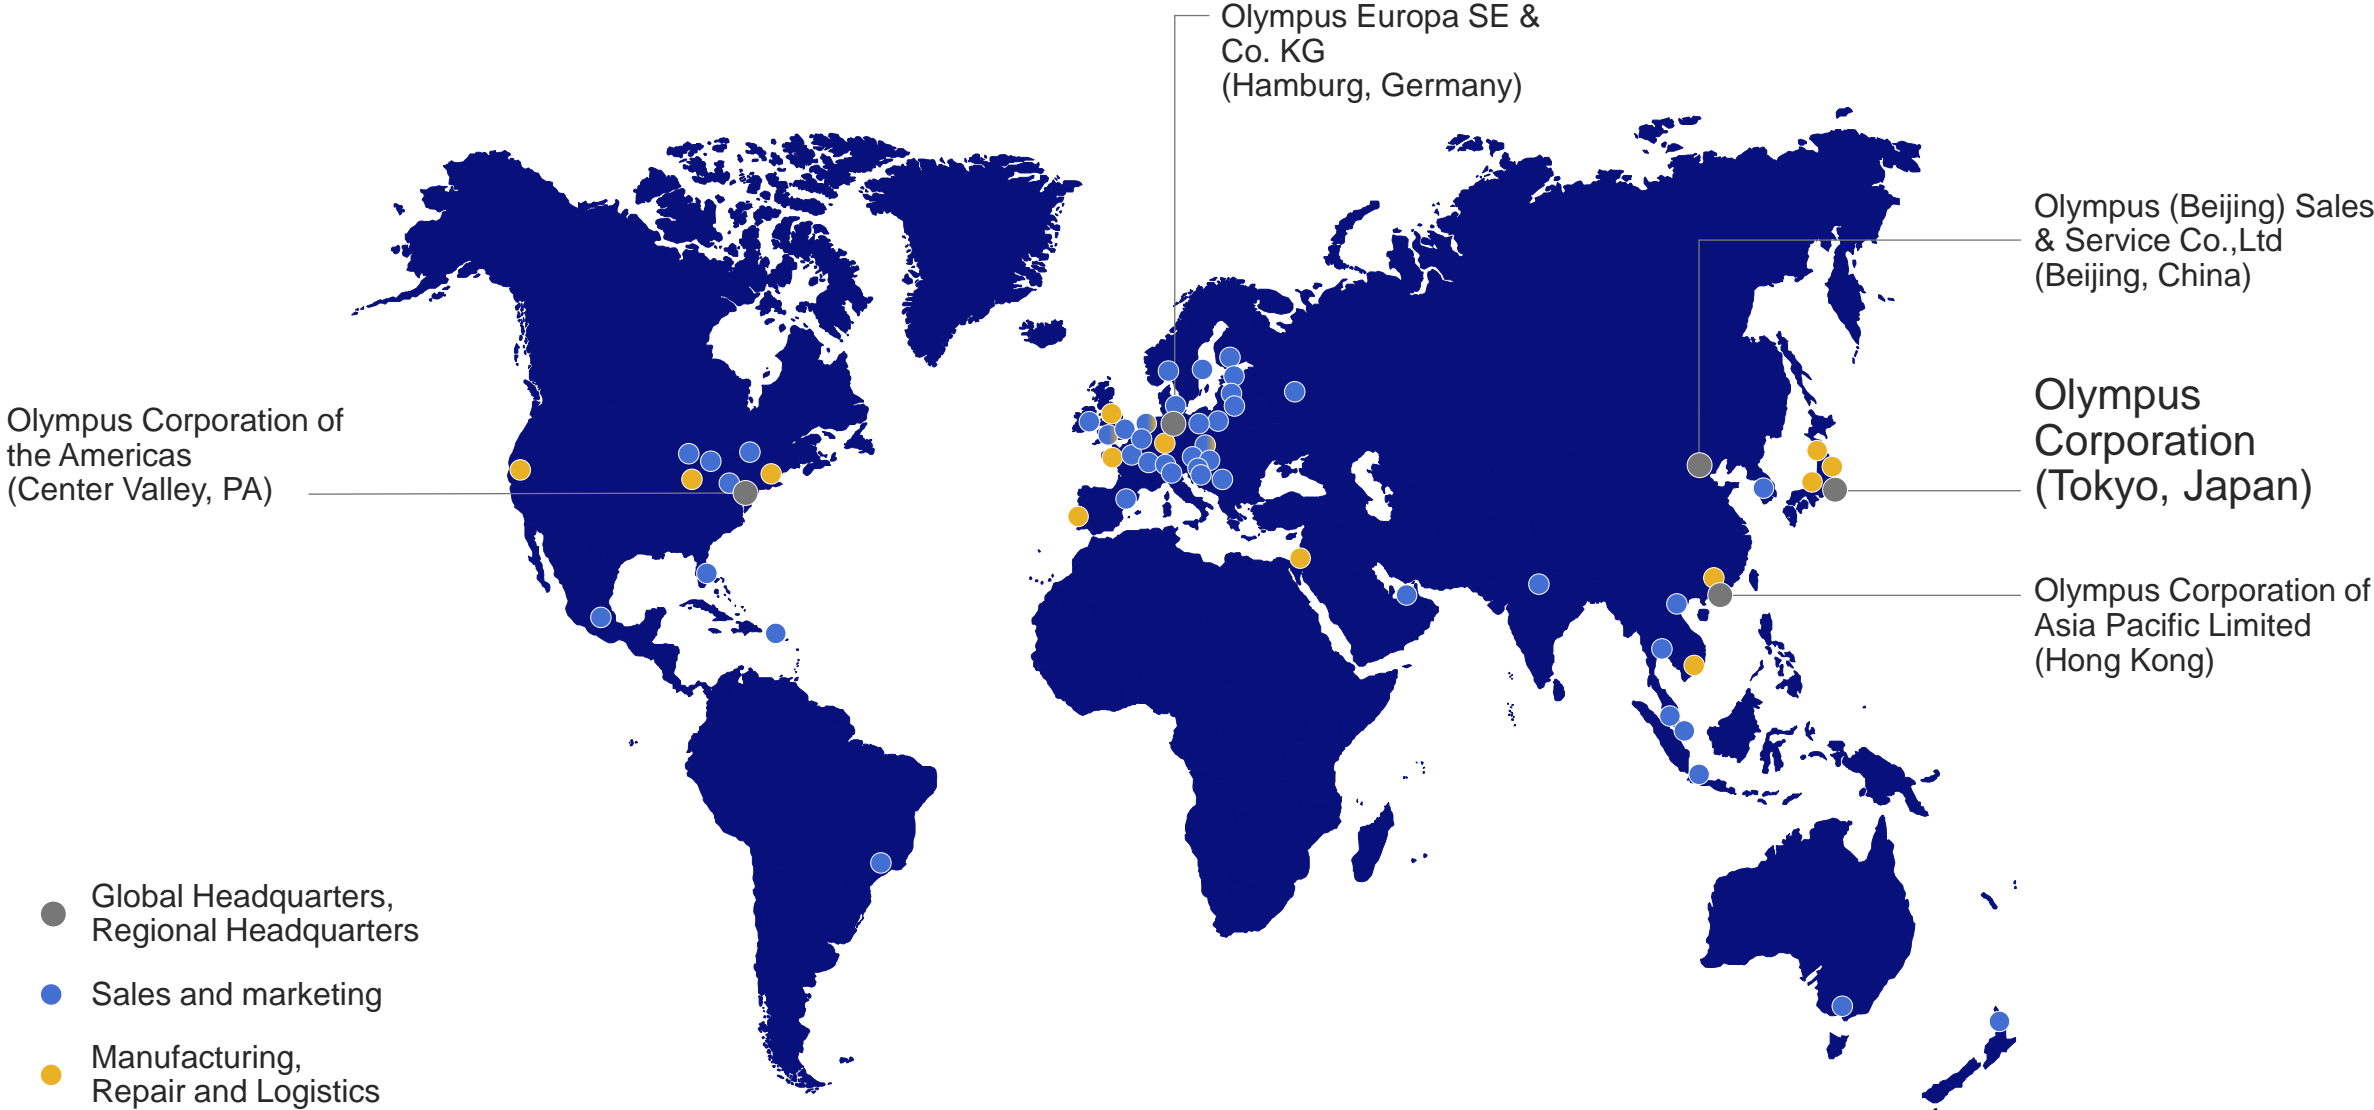 Olympus Europa SE &
Co. KG
(Hamburg, Germany)
Olympus (Beijing) Sales
& Service Co.,Ltd
(Beijing, China)
Olympus Corporation of
the Americas
(Center Valley, PA)
Olympus
Corporation
(Tokyo, Japan)
Olympus Corporation of
Asia Pacific Limited
(Hong Kong)
Global Headquarters,
Regional Headquarters
Sales and marketing
Manufacturing,
Repair and Logistics